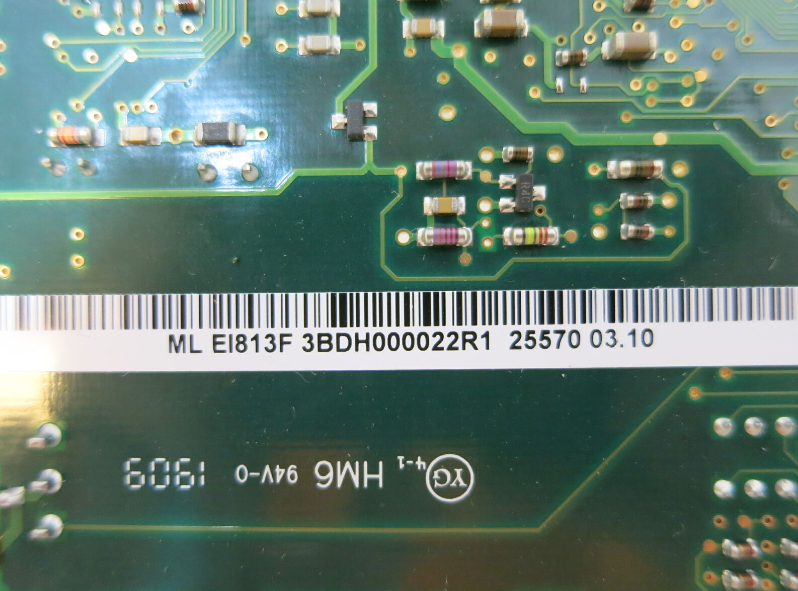 ML EI813F 3BDH000022R1 25570 03.10
YG 4-1 HM6 94V-0 1909